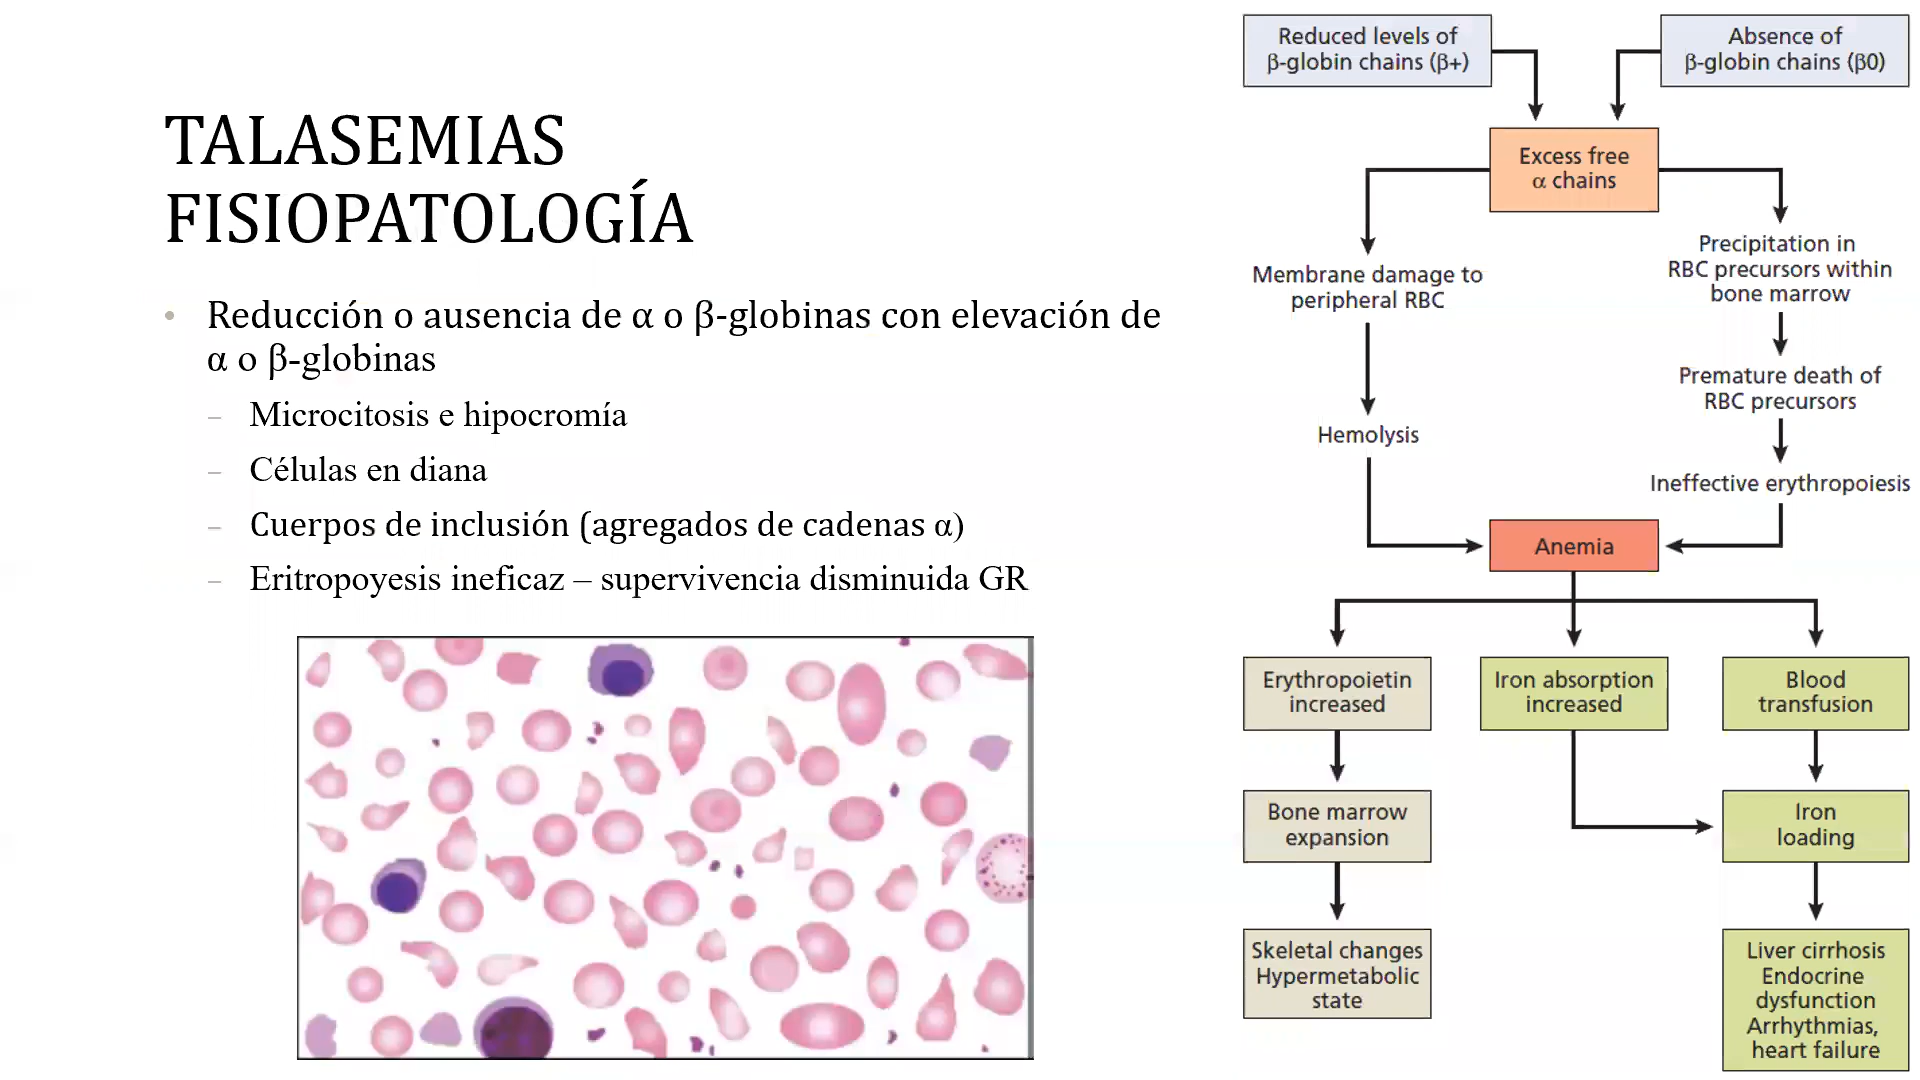 TALASEMIAS
FISIOPATOLOGÍA
• Reducción o ausencia de α o β-globinas con elevación de
α o β-globinas
– Microcitosis e hipocromía
– Células en diana
– Cuerpos de inclusión (agregados de cadenas α)
– Eritropoyesis ineficaz – supervivencia disminuida GR
Reduced levels of
β-globin chains (β+)
Absence of
β-globin chains (β0)
Excess free
α chains
Membrane damage to
peripheral RBC
Precipitation in
RBC precursors within
bone marrow
Premature death of
RBC precursors
Hemolysis
Ineffective erythropoiesis
Anemia
Erythropoietin
increased
Iron absorption
increased
Blood
transfusion
Bone marrow
expansion
Iron
loading
Skeletal changes
Hypermetabolic
state
Liver cirrhosis
Endocrine
dysfunction
Arrhythmias,
heart failure